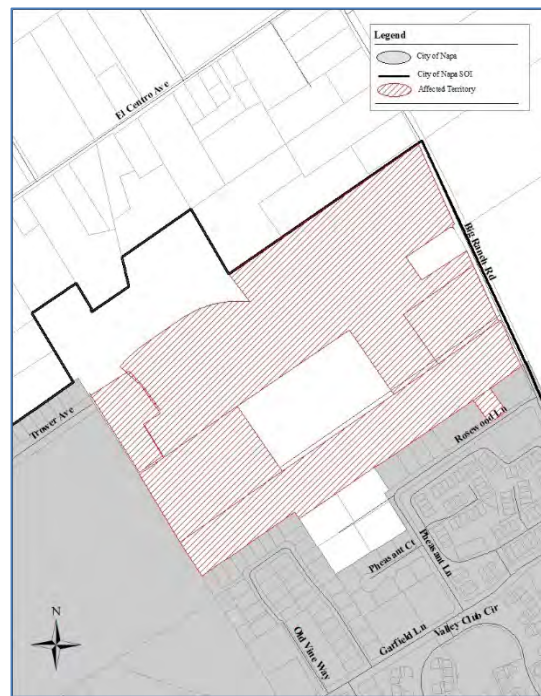 Legend
City of Napa
City of Napa SOI
Affected Territory
El Centro Ave
Big Ranch Rd
Trower Ave
Rosewood Ln
Pheasant Ct
Pheasant Ln
Garfield Ln
Valley Club Cir
Old Vine Way
N